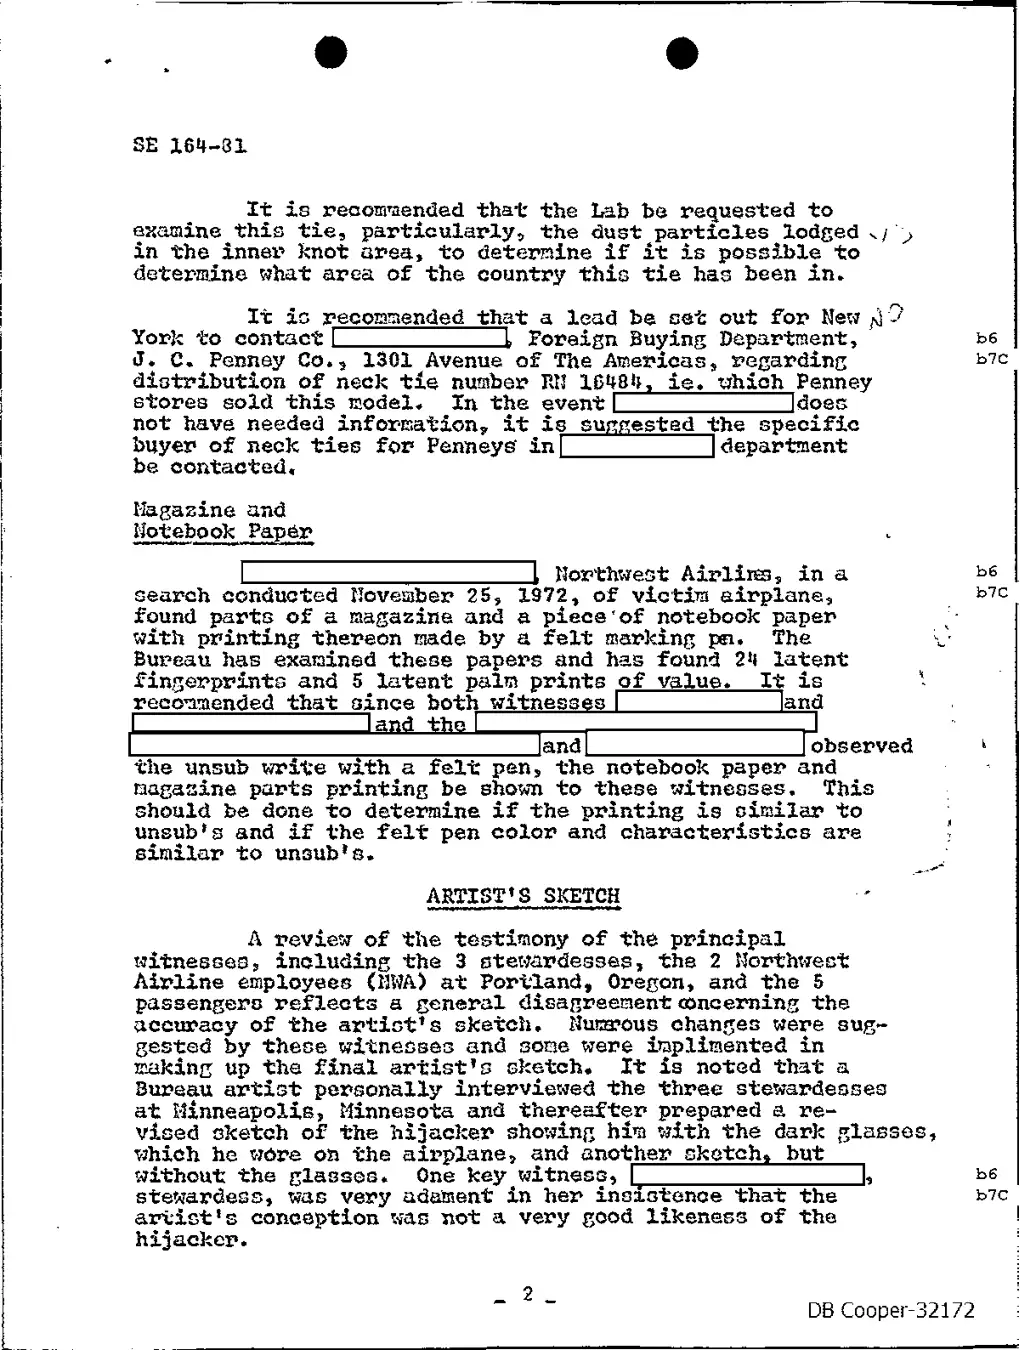 SE 164-81
It is recommended that the Lab be requested to
examine this tie, particularly, the dust particles lodged
in the inner knot area, to determine if it is possible to
determine what area of the country this tie has been in.
It is recommended that a lead be set out for New
York to contact , Foreign Buying Department,
b6
J. C. Penney Co., 1301 Avenue of The Americas, regarding
b7C
distribution of neck tie number RN 16484, ie. which Penney
stores sold this model. In the event does
not have needed information, it is suggested the specific
buyer of neck ties for Penneys in department
be contacted.
Magazine and
Notebook Paper
, Northwest Airlines, in a
b6
search conducted November 25, 1972, of victim airplane,
b7C
found parts of a magazine and a piece of notebook paper
with printing thereon made by a felt marking pen. The
Bureau has examined these papers and has found 24 latent
fingerprints and 5 latent palm prints of value. It is
recommended that since both witnesses and
and the
and observed
the unsub write with a felt pen, the notebook paper and
magazine parts printing be shown to these witnesses. This
should be done to determine if the printing is similar to
unsub's and if the felt pen color and characteristics are
similar to unsub's.
ARTIST'S SKETCH
A review of the testimony of the principal
witnesses, including the 3 stewardesses, the 2 Northwest
Airline employees (NWA) at Portland, Oregon, and the 5
passengers reflects a general disagreement concerning the
accuracy of the artist's sketch. Numrous changes were sug-
gested by these witnesses and some were implimented in
making up the final artist's sketch. It is noted that a
Bureau artist personally interviewed the three stewardesses
at Minneapolis, Minnesota and thereafter prepared a re-
vised sketch of the hijacker showing him with the dark glasses,
which he wore on the airplane, and another sketch, but
without the glasses. One key witness, ,
b6
stewardess, was very adament in her insistence that the
b7C
artist's conception was not a very good likeness of the
hijacker.
- 2 -
DB Cooper-32172